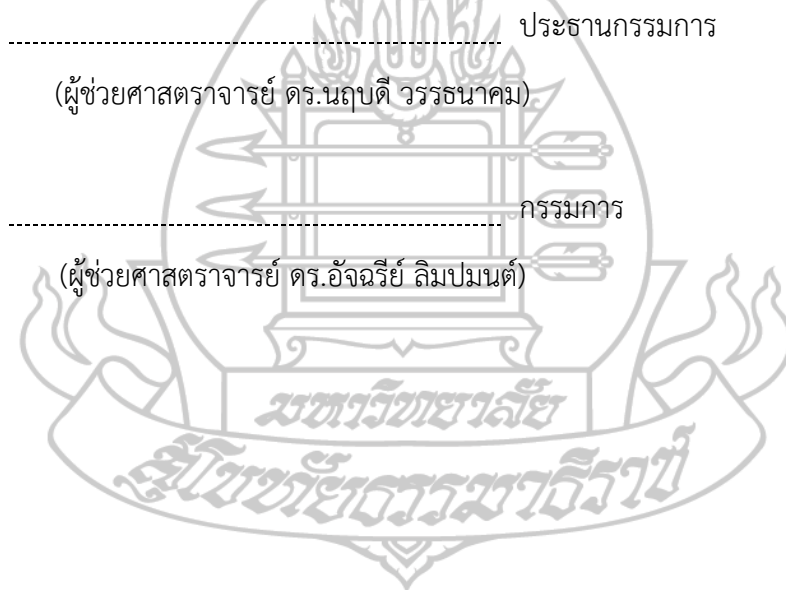 ประธานกรรมการ
(ผู้ช่วยศาสตราจารย์ ดร.นฤบดี วรรธนาคม)
กรรมการ
(ผู้ช่วยศาสตราจารย์ ดร.อัจฉรีย์ ลิมปมนต์)
มหาวิทยาลัย
สุโขทัยธรรมาธิราช